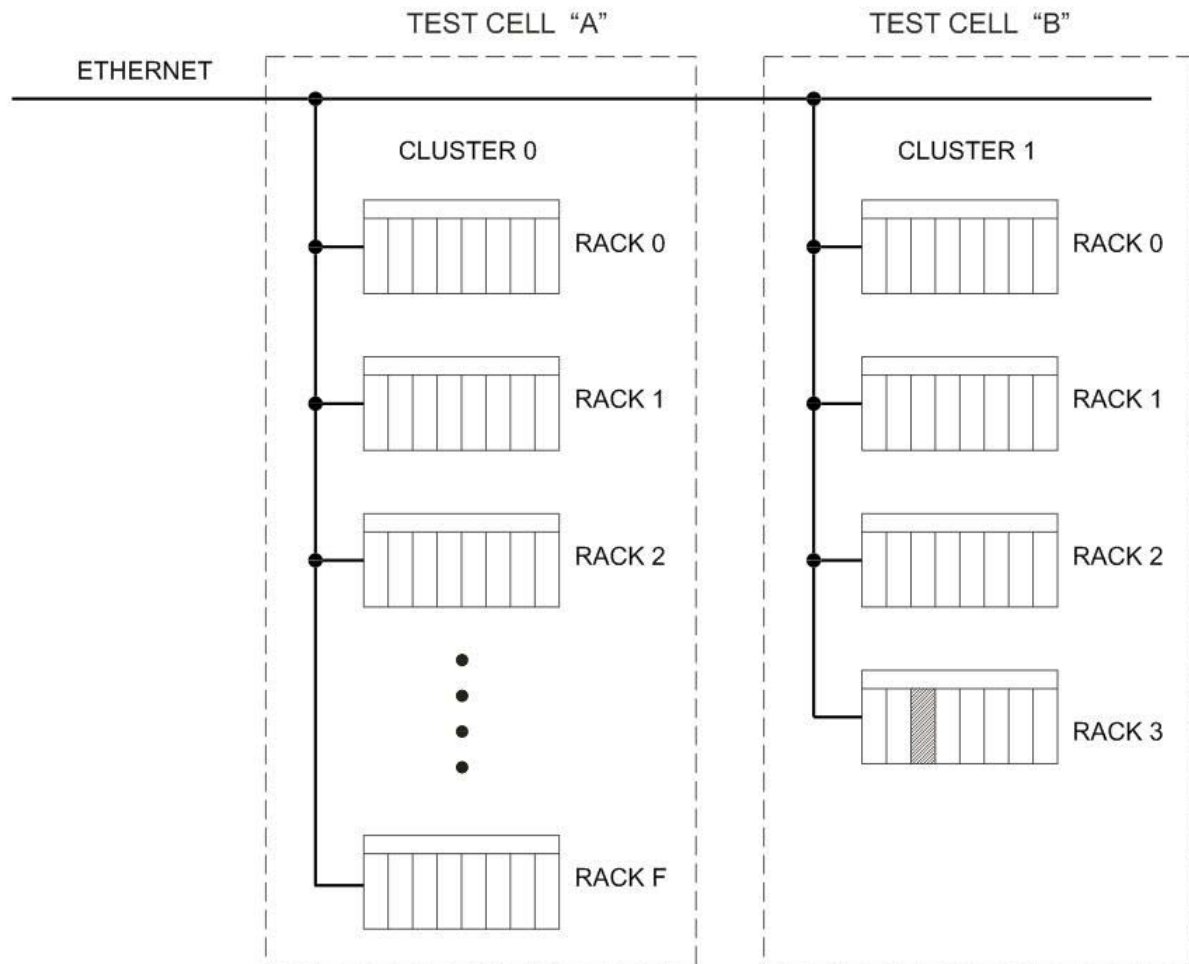 TEST CELL “A”
TEST CELL “B”
ETHERNET
CLUSTER 0
CLUSTER 1
RACK 0
RACK 0
RACK 1
RACK 1
RACK 2
RACK 2
RACK 3
RACK F